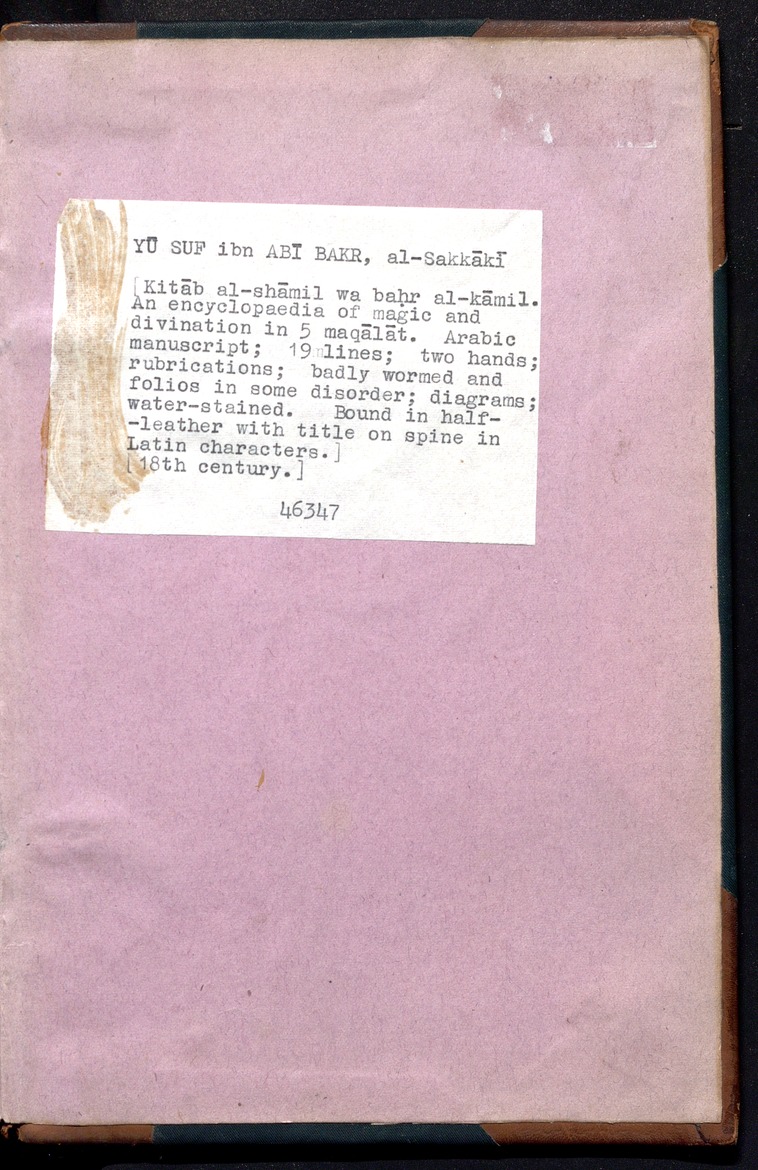 YŪ SUF ibn ABĪ BAKR, al-Sakkākī
[Kitāb al-shāmil wa baḥr al-kāmil.
An encyclopaedia of magic and
divination in 5 maqālāt. Arabic
manuscript; 19 lines; two hands;
rubrications; badly wormed and
folios in some disorder; diagrams;
water-stained. Bound in half-
-leather with title on spine in
Latin characters.]
[18th century.]
46347